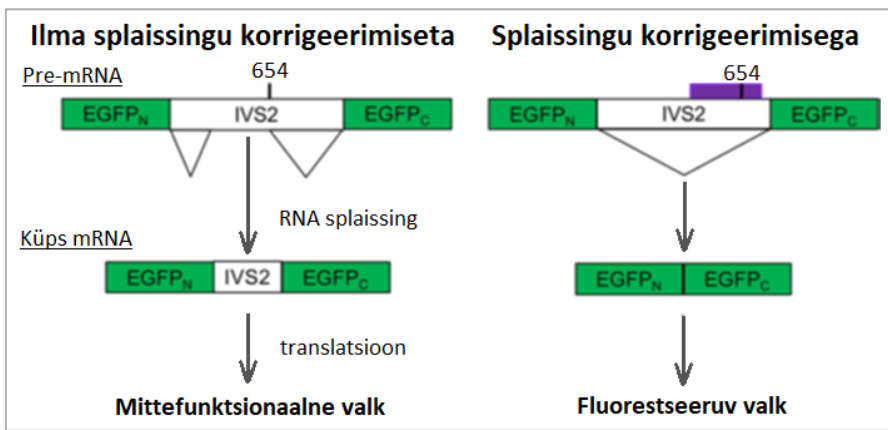 Ilma splaissingu korrigeerimiseta
Splaissingu korrigeerimisega
Pre-mRNA
654
654
EGFPN
IVS2
EGFPC
EGFPN
IVS2
EGFPC
RNA splaissing
Küps mRNA
EGFPN
IVS2
EGFPC
EGFPN
EGFPC
translatsioon
Mittefunktsionaalne valk
Fluorestseeruv valk